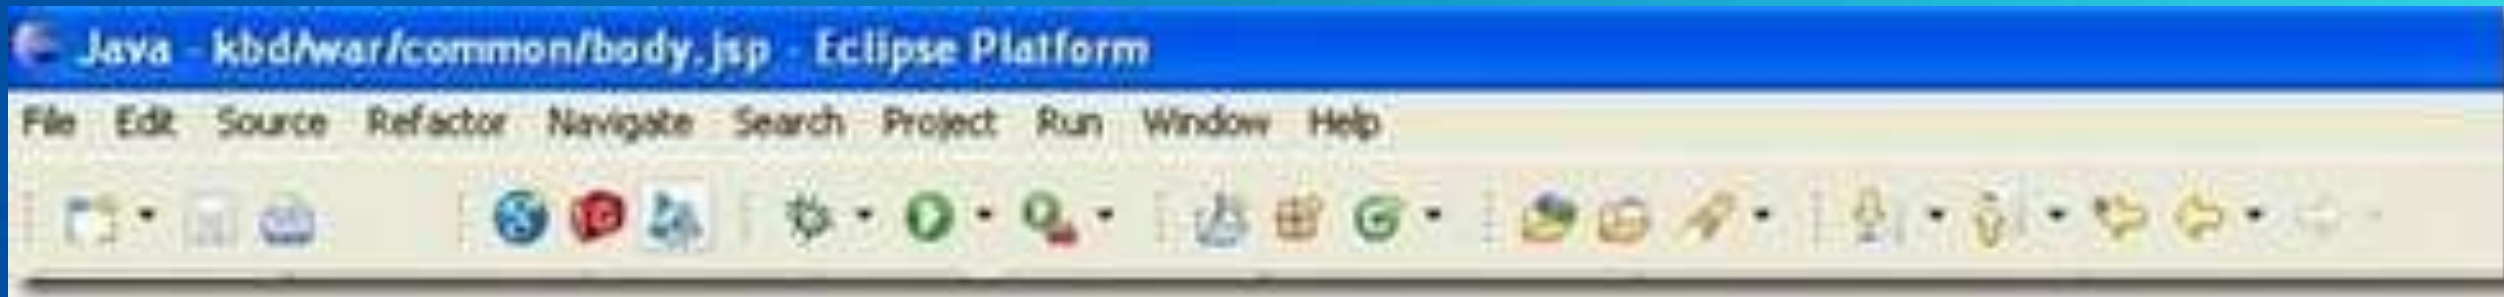 Java - kbd/war/common/body.jsp - Eclipse Platform
File Edit Source Refactor Navigate Search Project Run Window Help